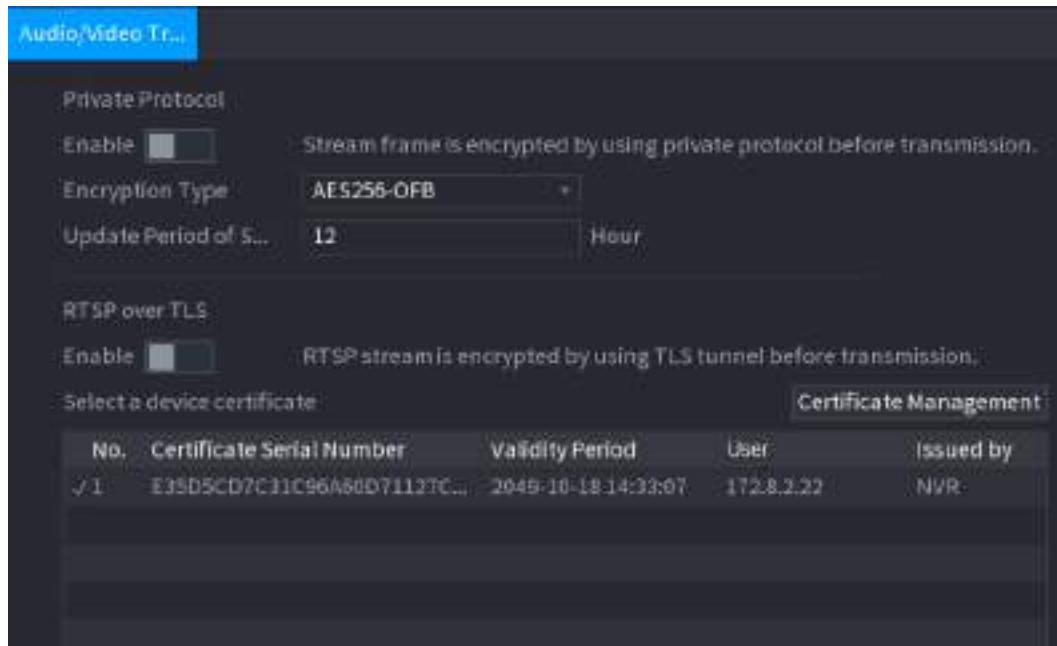 Audio/Video Tr...
Private Protocol
Enable Stream frame is encrypted by using private protocol before transmission.
Encryption Type AES256-OFB
Update Period of S... 12 Hour
RTSP over TLS
Enable RTSP stream is encrypted by using TLS tunnel before transmission.
Select a device certificate Certificate Management
No. Certificate Serial Number Validity Period User Issued by
1 2049-10-18 14:33:07 172.8.2.22 NVR